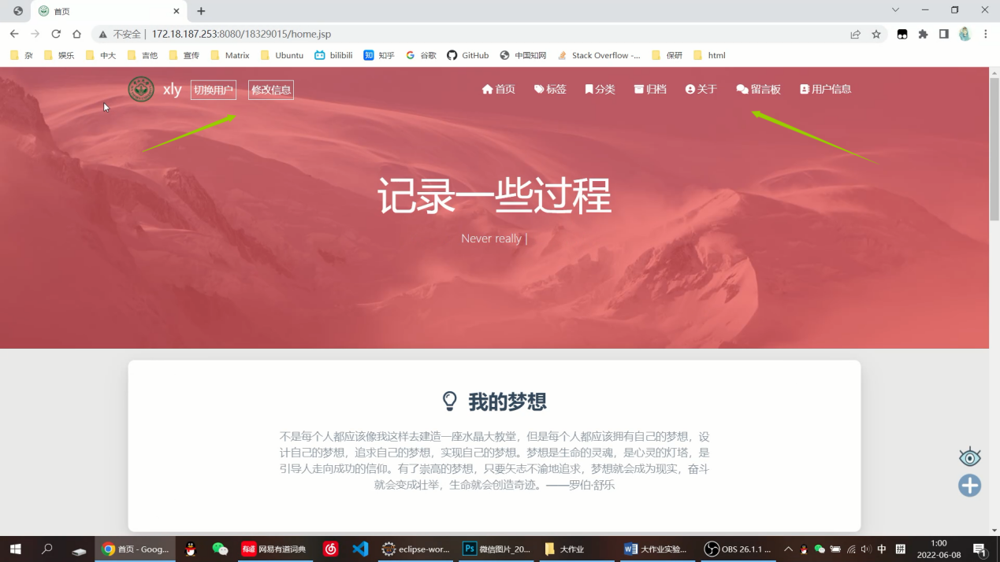 首页
不安全 | 172.18.187.253:8080/18329015/home.jsp
杂 娱乐 中大 吉他 宣传 Matrix Ubuntu bilibili 知 知乎 谷歌 GitHub 中国知网 Stack Overflow -... 保研 html
xly 切换用户 修改信息 首页 标签 分类 归档 关于 留言板 用户信息
记录一些过程
Never really |
我的梦想
不是每个人都应该像我这样去建造一座水晶大教堂，但是每个人都应该拥有自己的梦想，设
计自己的梦想，追求自己的梦想，实现自己的梦想。梦想是生命的灵魂，是心灵的灯塔，是
引导人走向成功的信仰。有了崇高的梦想，只要矢志不渝地追求，梦想就会成为现实，奋斗
就会变成壮举，生命就会创造奇迹。——罗伯·舒乐
首页 - Goog... 有道 网易有道词典 eclipse-wor... Ps 微信图片_20... 大作业 W 大作业实验... OBS 26.1.1 ... 中 拼 1:00
2022-06-08 1